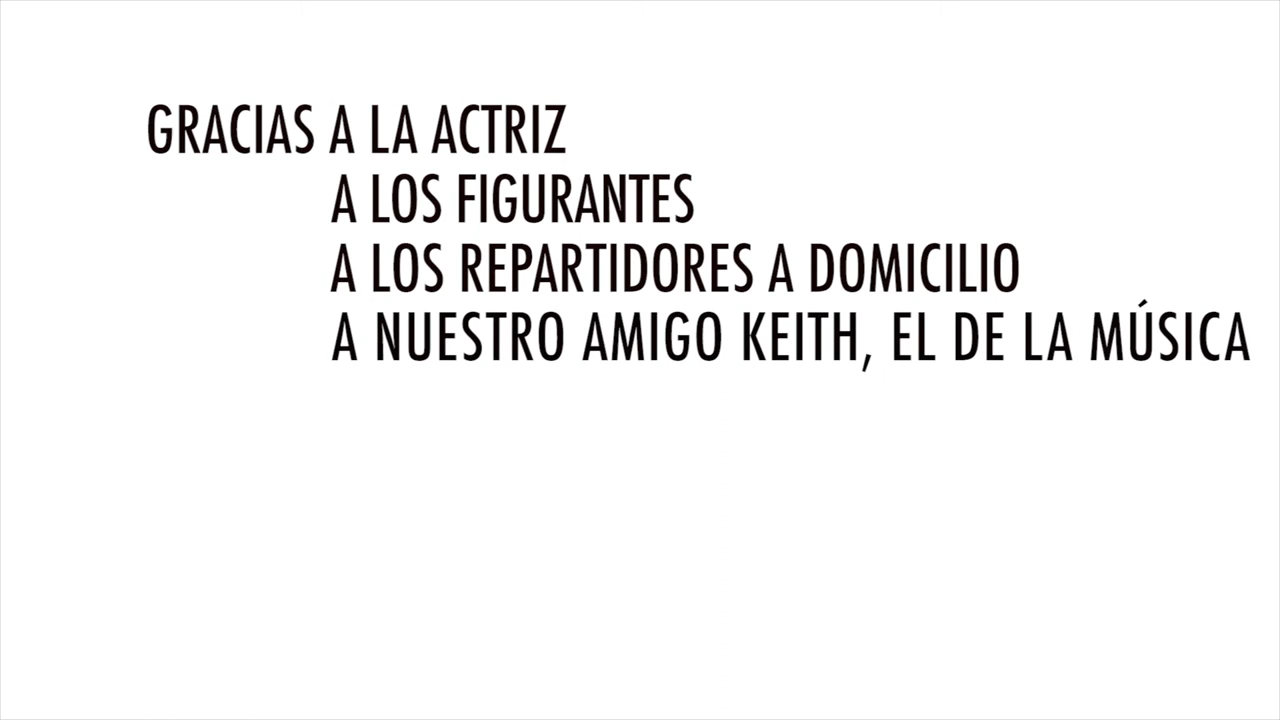 GRACIAS A LA ACTRIZ
A LOS FIGURANTES
A LOS REPARTIDORES A DOMICILIO
A NUESTRO AMIGO KEITH, EL DE LA MÚSICA